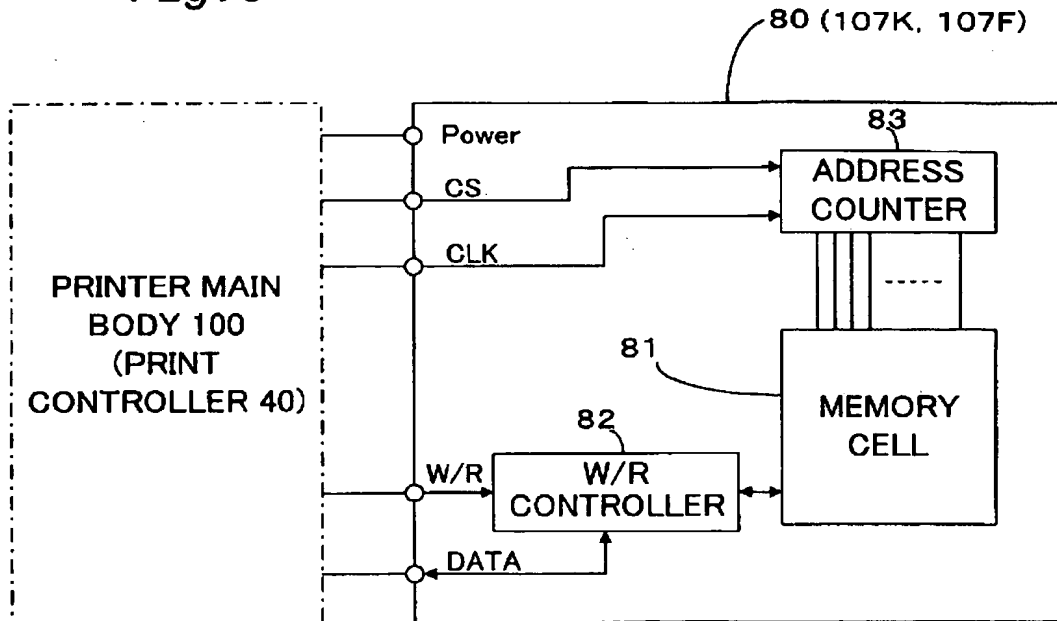 80 (107K, 107F)
Power
83
ADDRESS
COUNTER
CS
CLK
PRINTER MAIN
BODY 100
(PRINT
CONTROLLER 40)
81
MEMORY
CELL
82
W/R
W/R
CONTROLLER
DATA